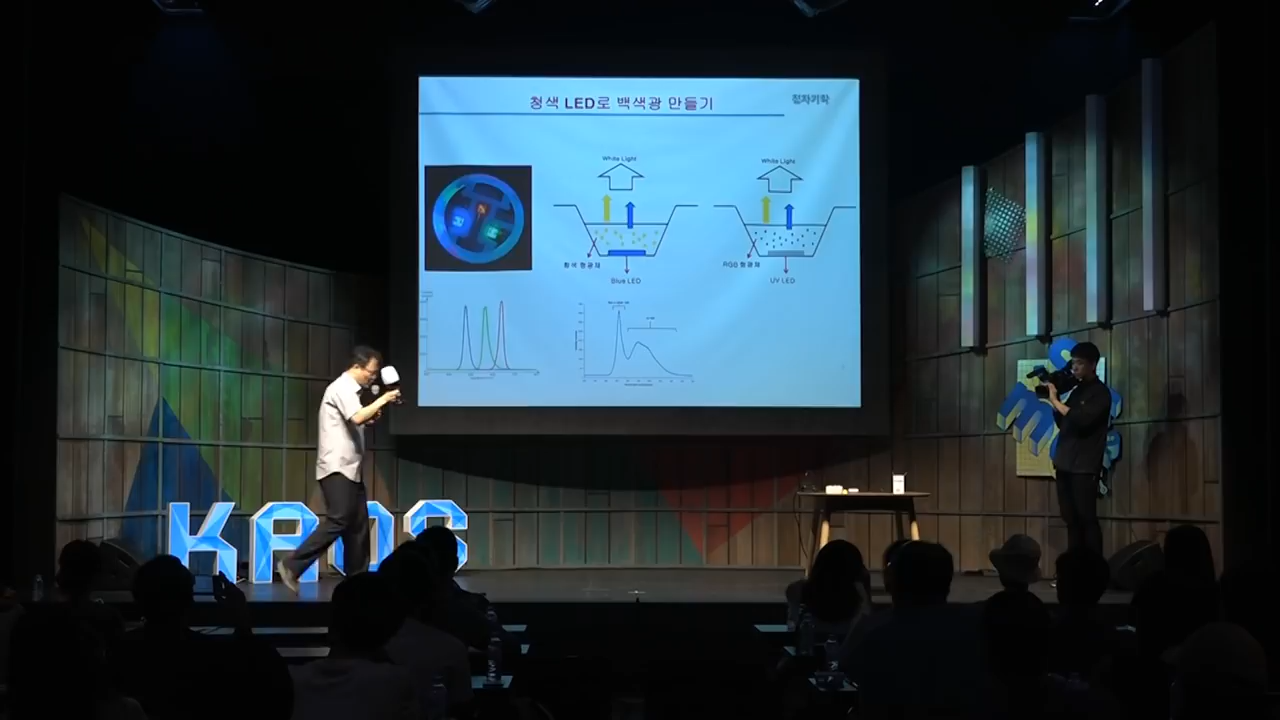 청색 LED로 백색광 만들기
전자기학
White Light
White Light
황색 형광체
Blue LED
RGB 형광체
UV LED
KAOS